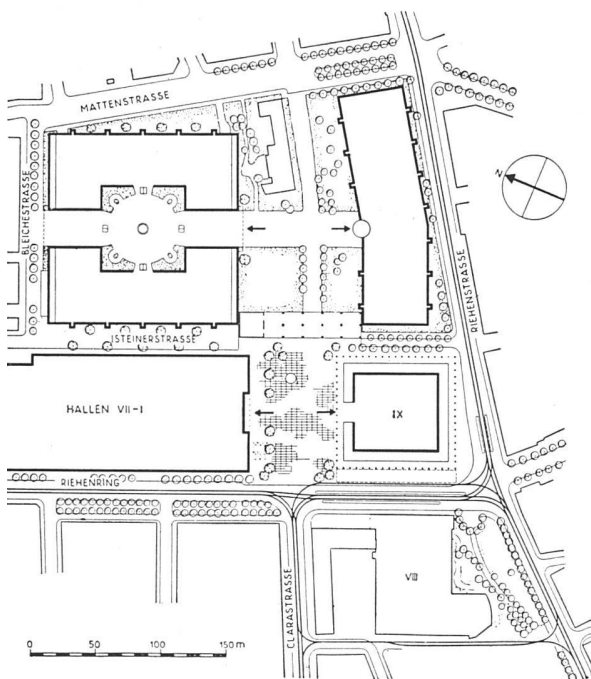 MATTENSTRASSE
BLEICHESTRASSE
N
RIEHENSTRASSE
ISTEINERSTRASSE
HALLEN VII-I
IX
RIEHENRING
VIII
CLARASTRASSE
0 50 100 150 m